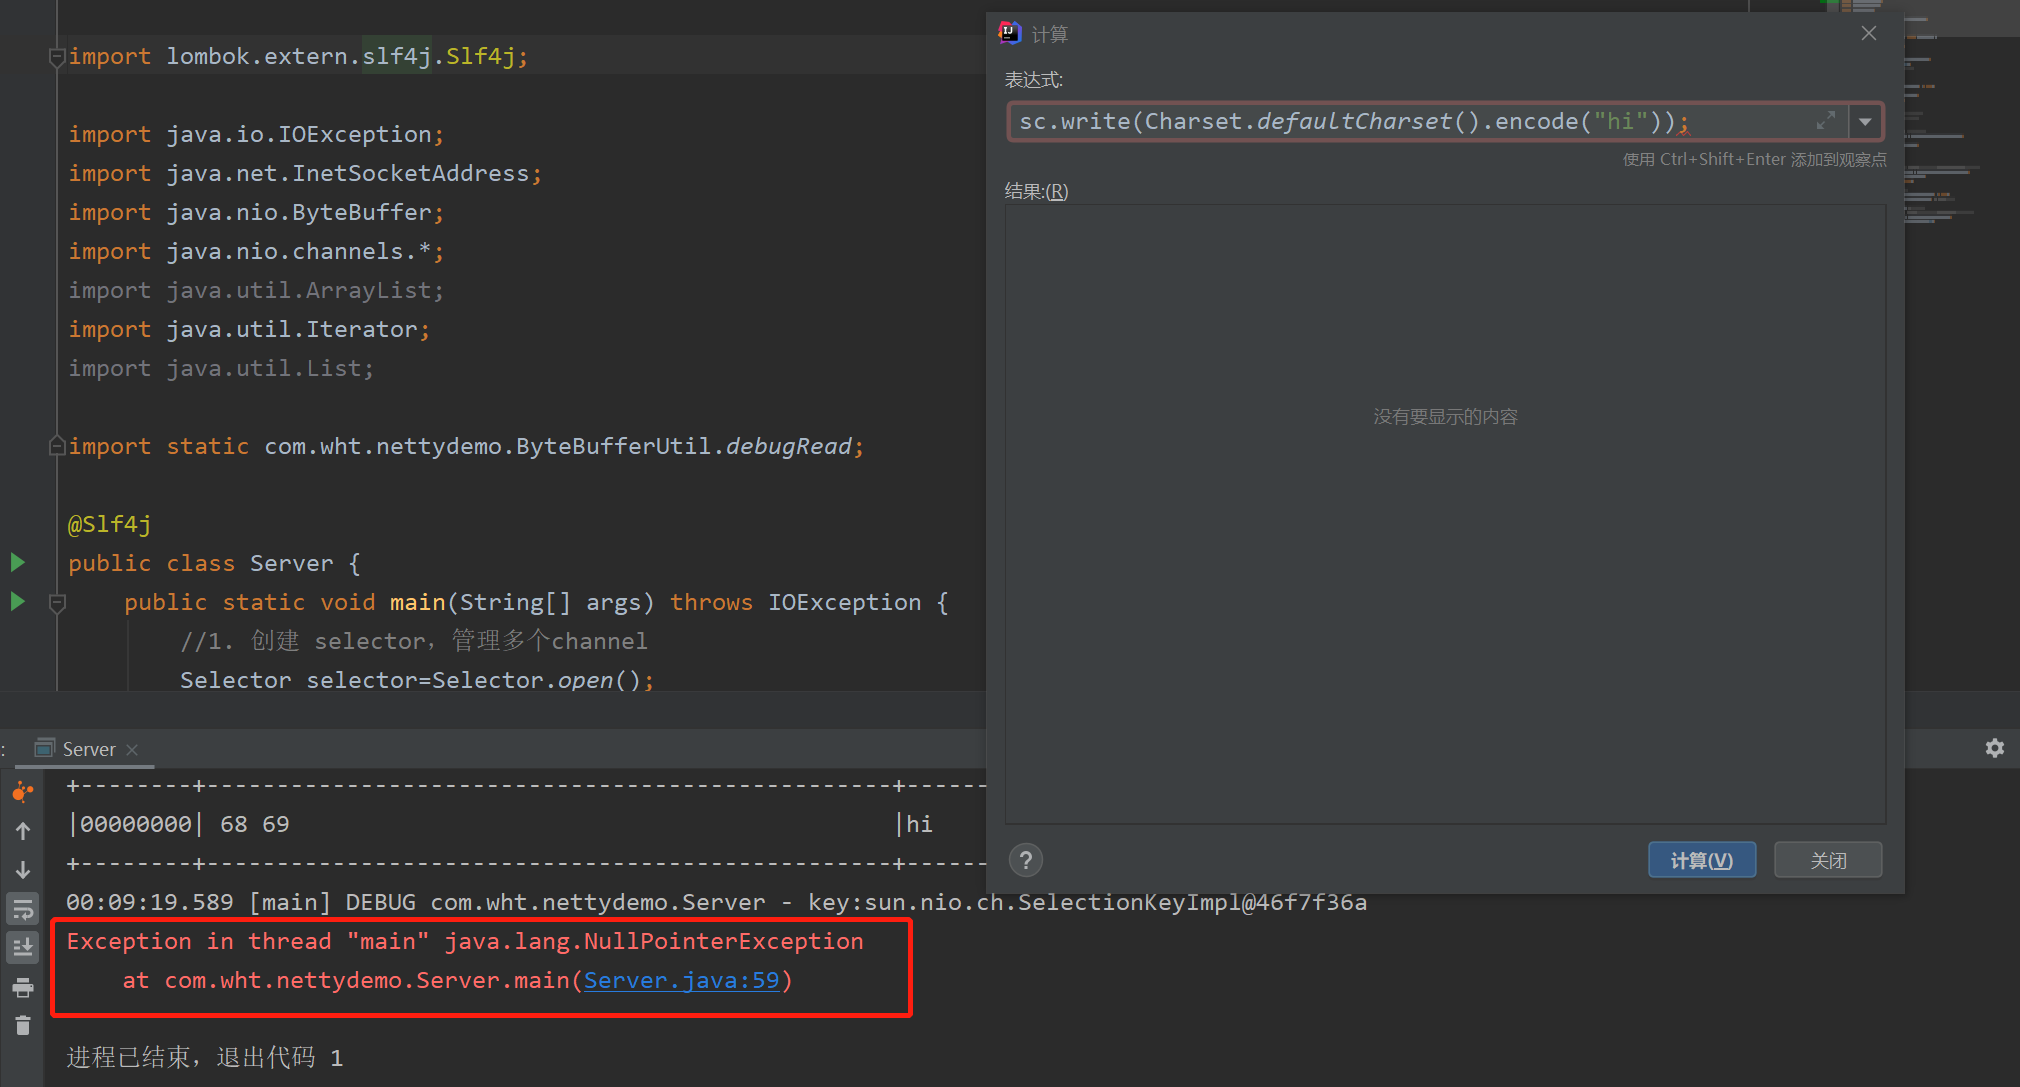 import lombok.extern.slf4j.Slf4j;
import java.io.IOException;
import java.net.InetSocketAddress;
import java.nio.ByteBuffer;
import java.nio.channels.*;
import java.util.ArrayList;
import java.util.Iterator;
import java.util.List;
import static com.wht.nettydemo.ByteBufferUtil.debugRead;
@Slf4j
public class Server {
public static void main(String[] args) throws IOException {
//1. 创建 selector，管理多个channel
Selector selector=Selector.open();
计算
表达式:
sc.write(Charset.defaultCharset().encode("hi"));
使用 Ctrl+Shift+Enter 添加到观察点
结果:(R)
没有要显示的内容
?
计算(V)
关闭
: Server
+--------+-------------------------------------------------+------
|00000000| 68 69 |hi
+--------+-------------------------------------------------+------
00:09:19.589 [main] DEBUG com.wht.nettydemo.Server - key:sun.nio.ch.SelectionKeyImpl@46f7f36a
Exception in thread "main" java.lang.NullPointerException
at com.wht.nettydemo.Server.main(Server.java:59)
进程已结束，退出代码 1